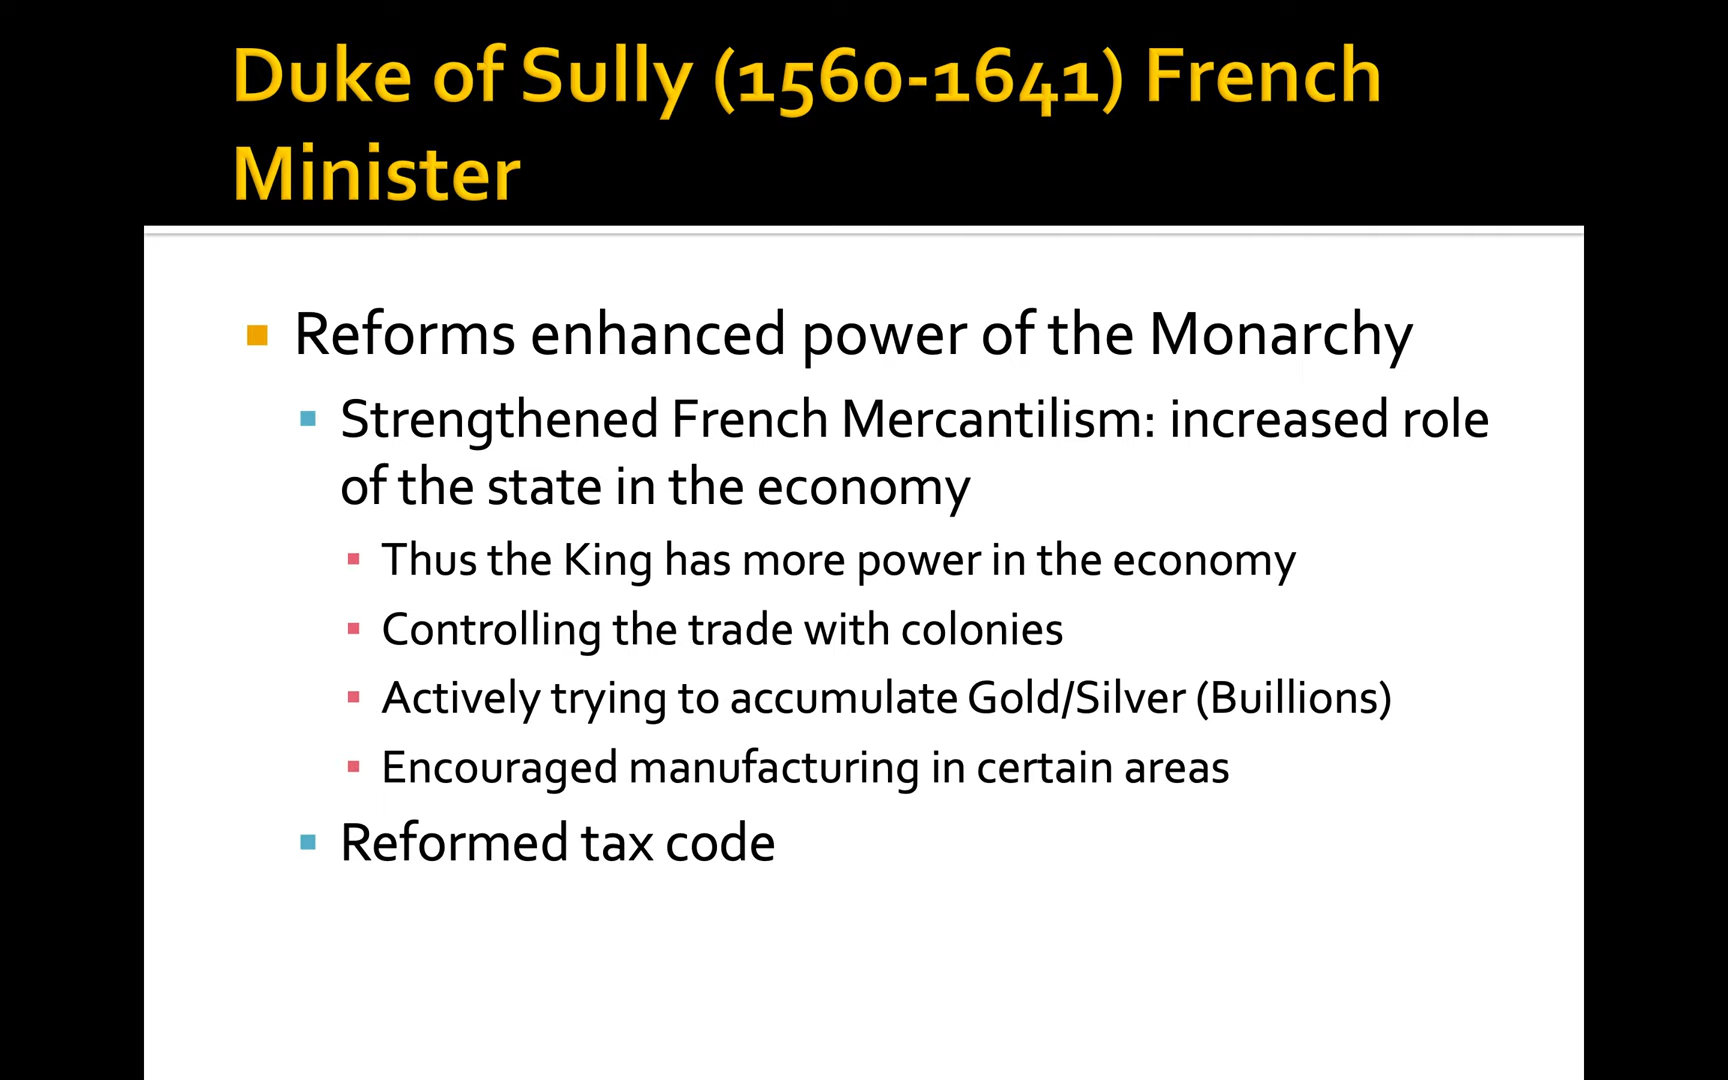 Duke of Sully (1560-1641) French
Minister
Reforms enhanced power of the Monarchy
Strengthened French Mercantilism: increased role
of the state in the economy
Thus the King has more power in the economy
Controlling the trade with colonies
Actively trying to accumulate Gold/Silver (Buillions)
Encouraged manufacturing in certain areas
Reformed tax code